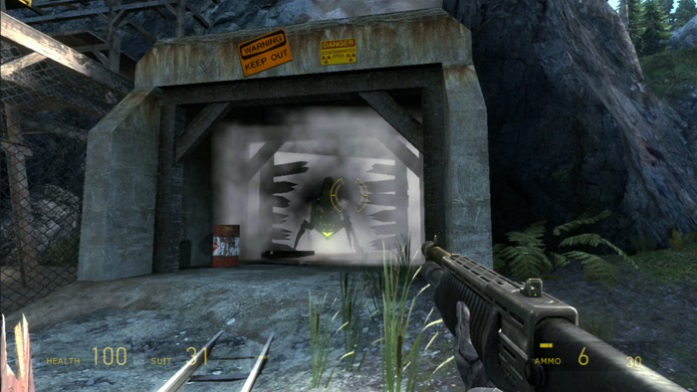 WARNING
KEEP OUT
DANGER
HEALTH 100 SUIT 31
AMMO 6 30